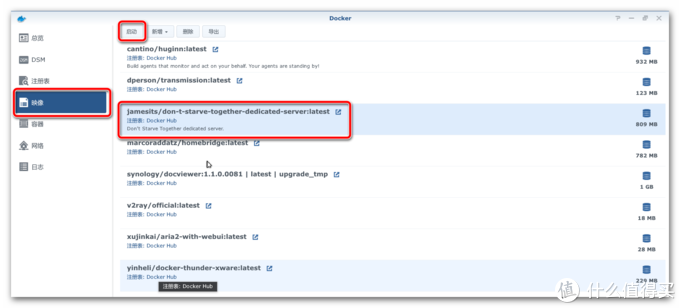 Docker
总览
DSM
注册表
映像
容器
网络
日志
启动 新增 删除 导出
cantino/huginn:latest
注册表: Docker Hub
Build agents that monitor and act on your behalf. Your agents are standing by!
932 MB
dperson/transmission:latest
注册表: Docker Hub
123 MB
jamesits/don-t-starve-together-dedicated-server:latest
注册表: Docker Hub
Don'T Starve Together dedicated server.
809 MB
marcoraddatz/homebridge:latest
注册表: Docker Hub
782 MB
synology/docviewer:1.1.0.0081 | latest | upgrade_tmp
1 GB
v2ray/official:latest
注册表: Docker Hub
18 MB
xujinkai/aria2-with-webui:latest
注册表: Docker Hub
28 MB
yinheli/docker-thunder-xware:latest
注册表: Docker Hub
229 MB
注册表: Docker Hub
值 什么值得买